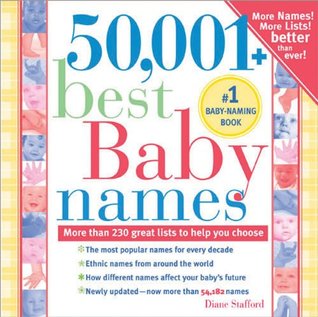 More Names!
More Lists!
better
than
ever!
50,001+
best
Baby
names
#1
BABY-NAMING
BOOK
More than 230 great lists to help you choose
The most popular names for every decade
Ethnic names from around the world
How different names affect your baby's future
Newly updated—now more than 54,182 names
Diane Stafford